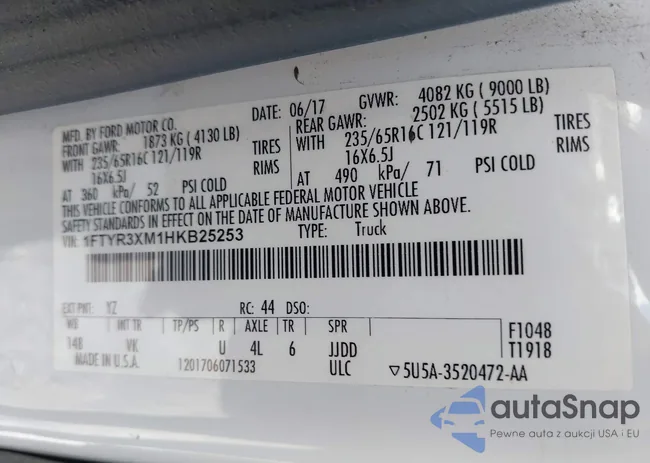 MFD. BY FORD MOTOR CO. DATE: 06/17 GVWR: 4082 KG ( 9000 LB)
FRONT GAWR: 1873 KG ( 4130 LB) REAR GAWR: 2502 KG ( 5515 LB)
WITH 235/65R16C 121/119R TIRES WITH 235/65R16C 121/119R TIRES
16X6.5J RIMS 16X6.5J RIMS
AT 360 kPa/ 52 PSI COLD AT 490 kPa/ 71 PSI COLD
THIS VEHICLE CONFORMS TO ALL APPLICABLE FEDERAL MOTOR VEHICLE
SAFETY STANDARDS IN EFFECT ON THE DATE OF MANUFACTURE SHOWN ABOVE.
VIN: 1FTYR3XM1HKB25253 TYPE: Truck
EXT PNT: YZ RC: 44 DSO:
WB INT TR TP/PS R AXLE TR SPR F1048
148 VK U 4L 6 JJDD T1918
MADE IN U.S.A. 1201706071533 ULC ▽5U5A-3520472-AA
autaSnap
Pewne auta z aukcji USA i EU